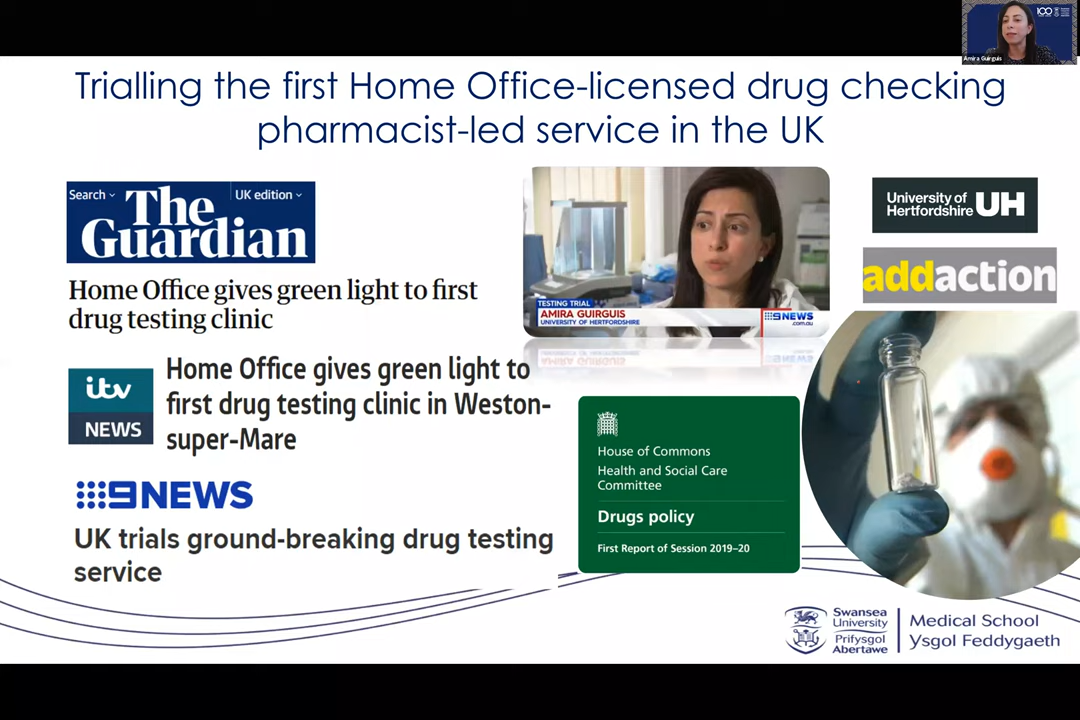 100
Amira Guirguis
Trialling the first Home Office-licensed drug checking
pharmacist-led service in the UK
Search
UK edition
The
Guardian
Home Office gives green light to first
drug testing clinic
itv
NEWS
Home Office gives green light to
first drug testing clinic in Weston-
super-Mare
9NEWS
UK trials ground-breaking drug testing
service
TESTING TRIAL
AMIRA GUIRGUIS
UNIVERSITY OF HERTFORDSHIRE
9NEWS
.com.au
House of Commons
Health and Social Care
Committee
Drugs policy
First Report of Session 2019–20
University of
Hertfordshire UH
addaction
Swansea
University
Prifysgol
Abertawe
Medical School
Ysgol Feddygaeth